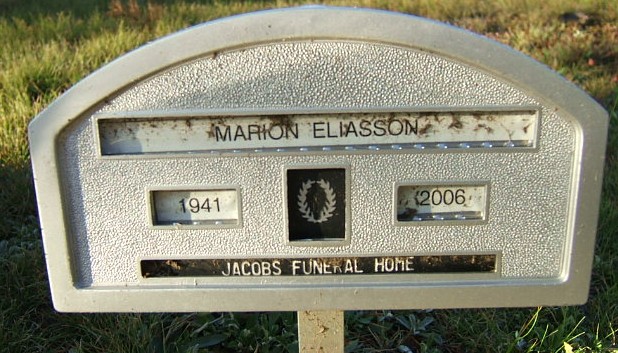 MARION ELIASSON
1941 2006
JACOBS FUNERAL HOME